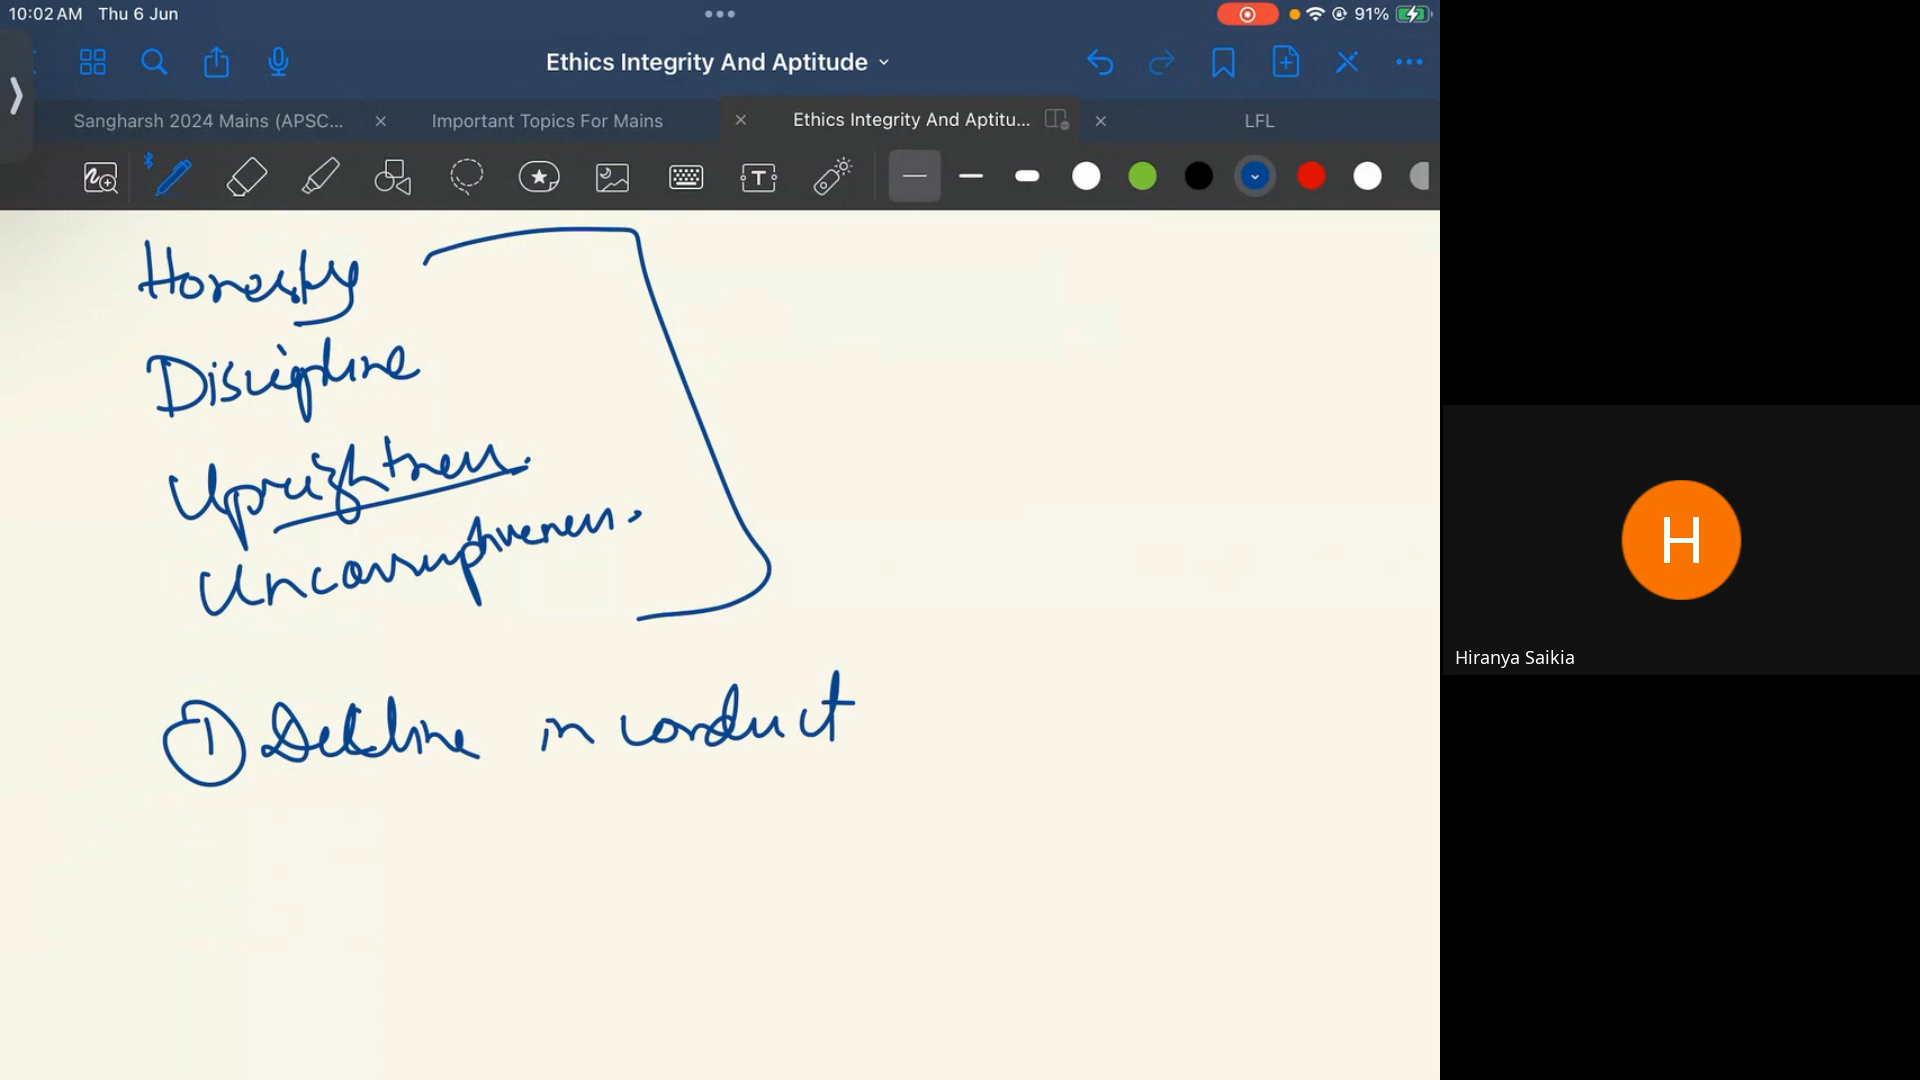 10:02 AM Thu 6 Jun
91%
Ethics Integrity And Aptitude
Sangharsh 2024 Mains (APSC...
Important Topics For Mains
Ethics Integrity And Aptitu...
LFL
T
Honesty
Discipline
Uprightness.
Uncorruptiveness.
① Decline in conduct
H
Hiranya Saikia